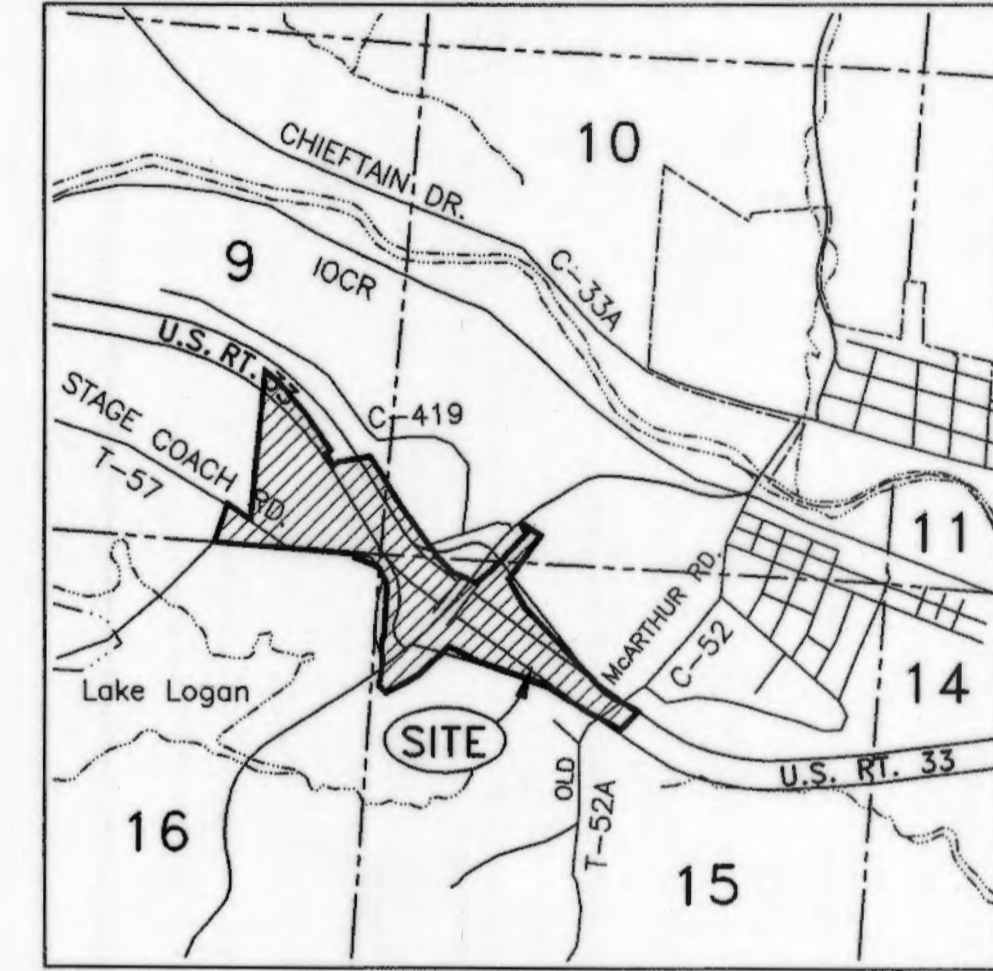 10
CHIEFTAIN DR.
9
IOCR
C-33A
U.S. RT. 33
STAGE COACH RD.
T-57
C-419
11
McARTHUR RD.
C-52
14
Lake Logan
SITE
OLD
T-52A
U.S. RT. 33
16
15